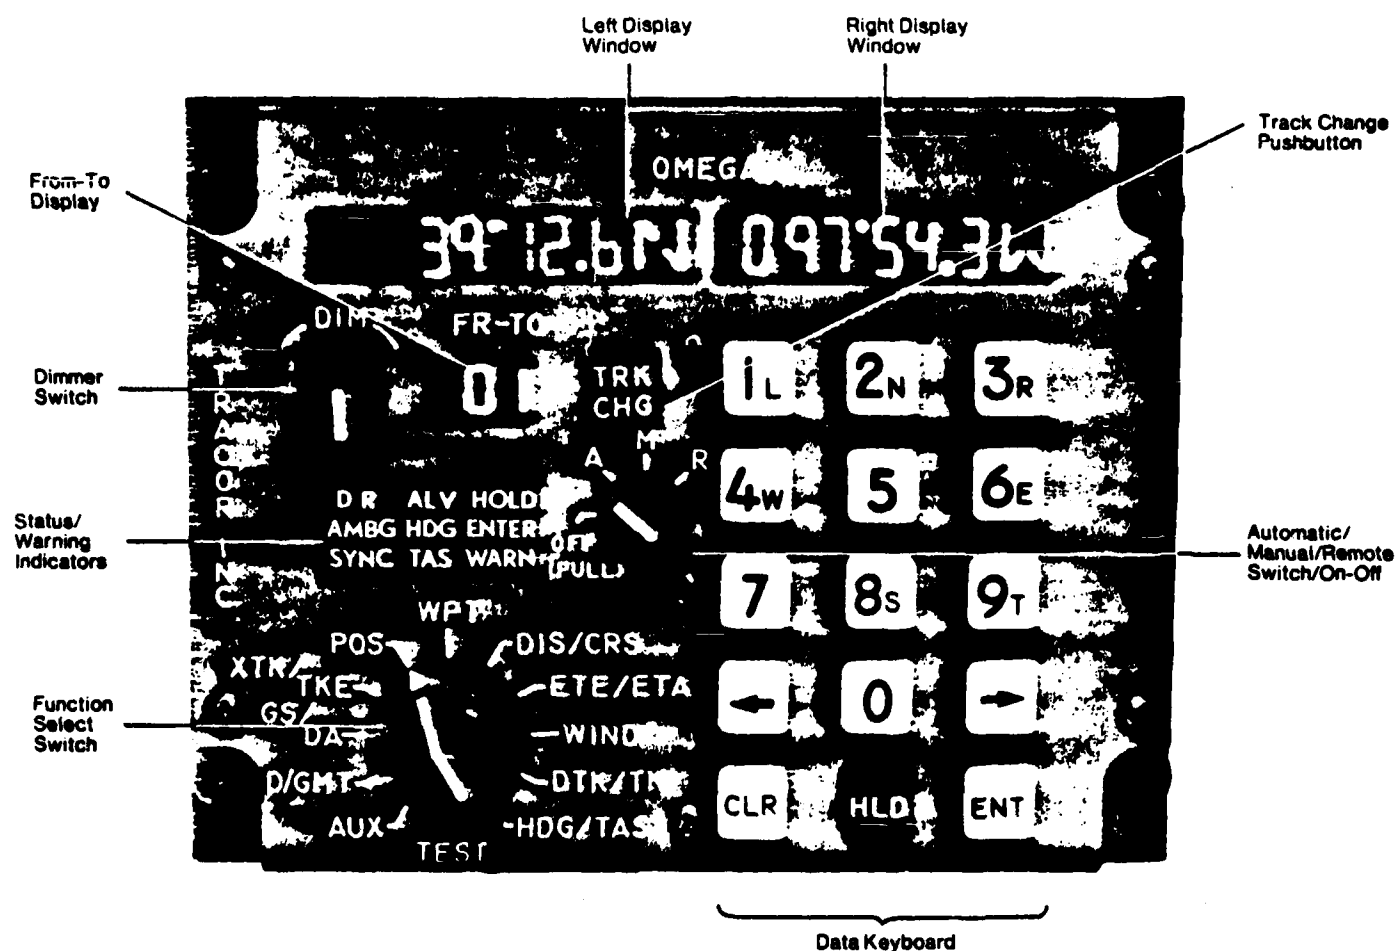 Left Display
Window
Right Display
Window
Track Change
Pushbutton
From-To
Display
OMEGA
39°12.6N
097°54.3W
DIM
FR-TO
Dimmer
Switch
01
TRK
CHG
1L
2N
3R
TRACOR INC
A
M
R
4W
5
6E
D R ALV HOLD
AMBG HDG ENTER
SYNC TAS WARN
OFF
(PULL)
Status/
Warning
Indicators
Automatic/
Manual/Remote
Switch/On-Off
7
8S
9T
WPT
POS
DIS/CRS
XTK/
TKE
ETE/ETA
GS/
DA
WIND
D/GMT
DTK/TK
AUX
HDG/TAS
TEST
Function
Select
Switch
←
0
→
CLR
HLD
ENT
Data Keyboard